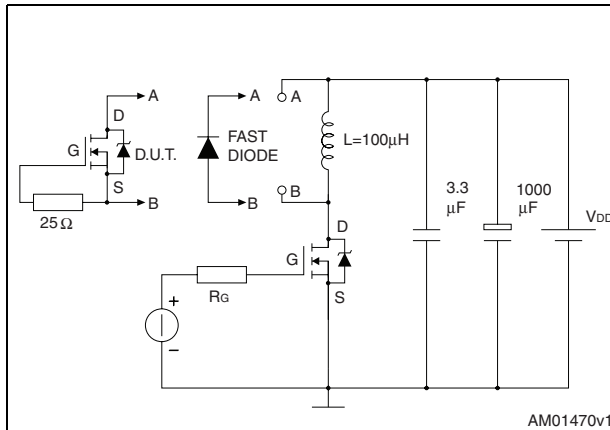 A
A
A
D
G
FAST
DIODE
D.U.T.
L=100µH
S
B
B
B
25 Ω
3.3
µF
1000
µF
VDD
D
G
S
RG
+
–
AM01470v1